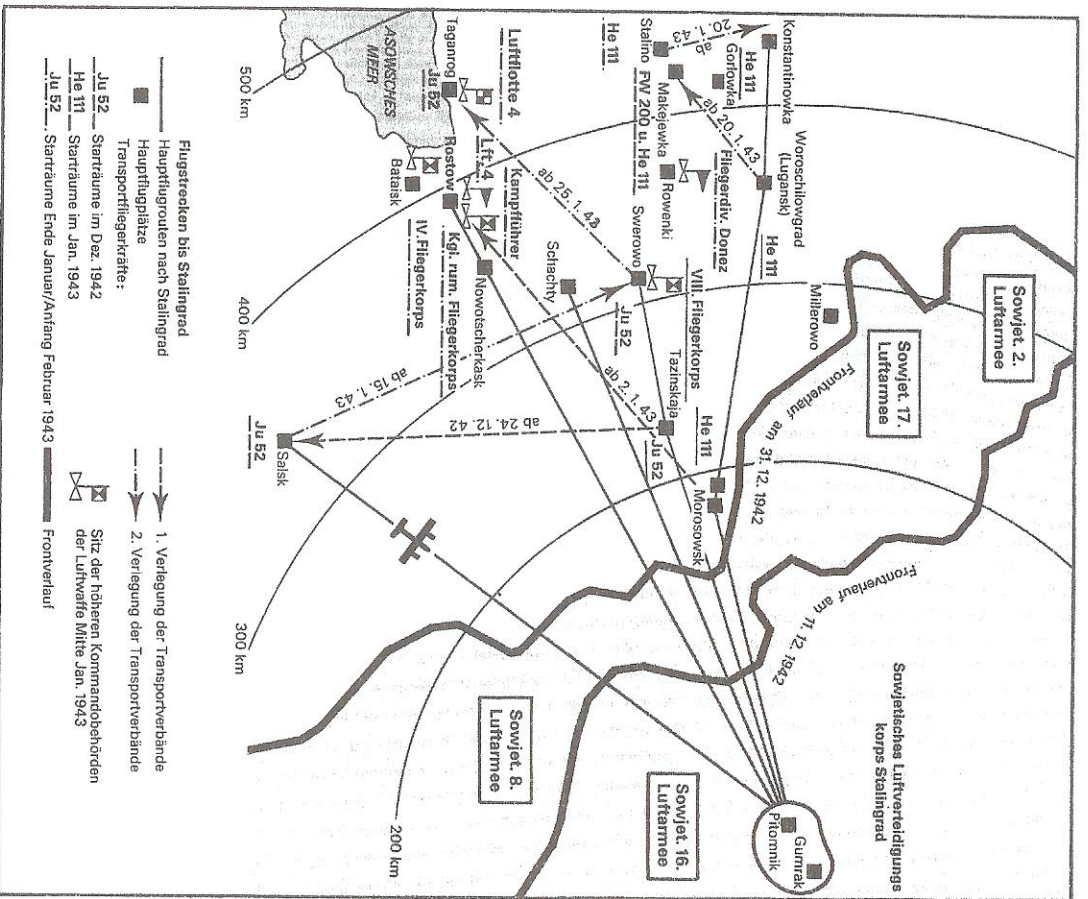 Konstantinowka
He 111
Gorlowka
ab 20.1.43
Stalino
FW 200 u. He 111
He 111
Makejewka
ab 20.1.43
Woroschilowgrad
(Lugansk)
He 111
Fliegerdiv. Donez
Rowenki
Millerowo
Sowjet. 2.
Luftarmee
Sowjet. 17.
Luftarmee
Frontverlauf am 31. 12. 1942
Frontverlauf am 11. 12. 1942
Sowjetisches Luftverteidigungs
korps Stalingrad
Swerowo
VIII. Fliegerkorps
Ju 52
Tazinskaja
Ju 52
He 111
Morosowsk
Schachty
ab 25.1.43
ab 2.1.43
Gumrak
Pitomnik
Luftflotte 4
Lftz 4
Kampfführer
ASOWSCHES
MEER
Taganrog
Ju 52
Rostow
Bataisk
Nowotscherkask
Kgl. rum. Fliegerkorps
IV. Fliegerkorps
ab 15.1.43
ab 24.12.42
Salsk
Ju 52
Sowjet. 16.
Luftarmee
Sowjet. 8.
Luftarmee
500 km
400 km
300 km
200 km
Flugstrecken bis Stalingrad
Hauptflugrouten nach Stalingrad
Hauptflugplätze
Transportfliegerkräfte:
Ju 52 Starträume im Dez. 1942
He 111 Starträume im Jan. 1943
Ju 52 Starträume Ende Januar/Anfang Februar 1943
1. Verlegung der Transportverbände
2. Verlegung der Transportverbände
Sitz der höheren Kommandobehörden
der Luftwaffe Mitte Jan. 1943
Frontverlauf